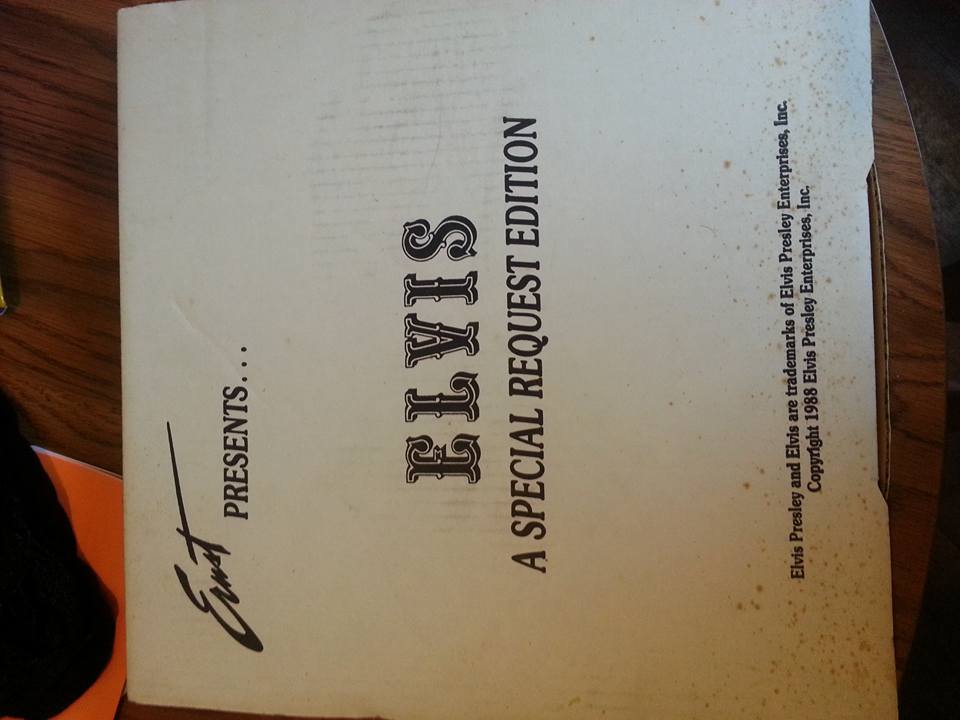 Ernst
PRESENTS...
ELVIS
A SPECIAL REQUEST EDITION
Elvis Presley and Elvis are trademarks of Elvis Presley Enterprises, Inc.
Copyright 1988 Elvis Presley Enterprises, Inc.